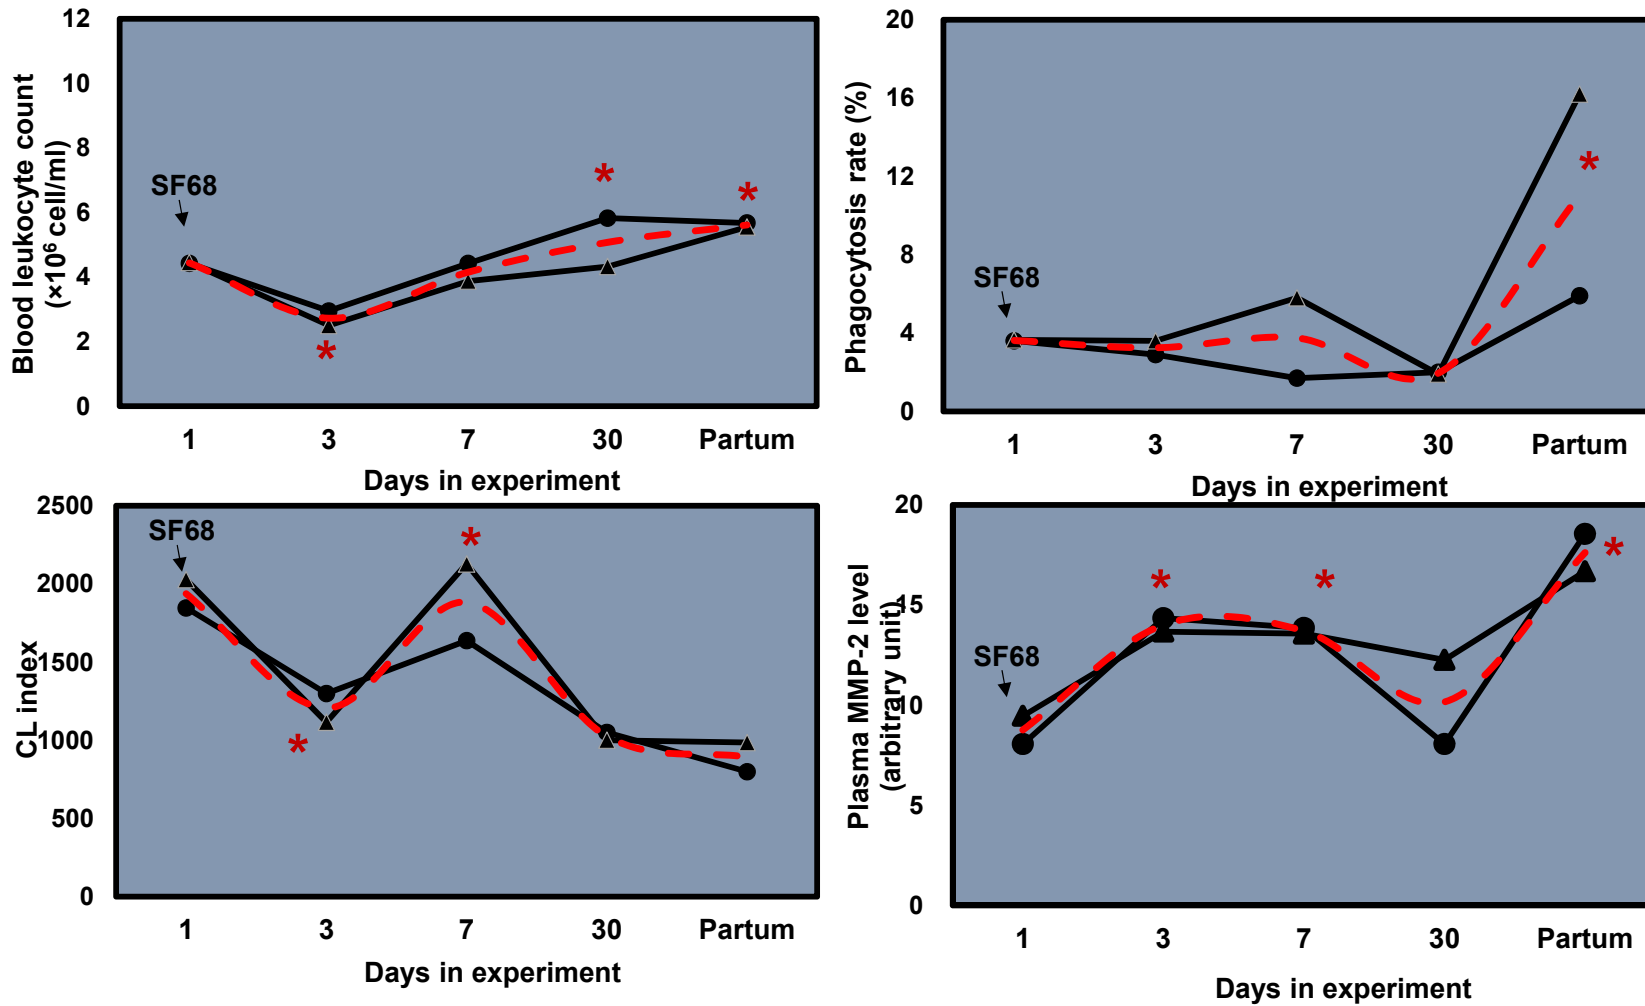 Blood leukocyte count
(×10⁶ cell/ml)
12
10
8
6
4
2
0
SF68
*
*
*
1 3 7 30 Partum
Days in experiment
Phagocytosis rate (%)
20
16
12
8
4
0
SF68
*
1 3 7 30 Partum
Days in experiment
CL index
2500
2000
1500
1000
500
0
SF68
*
*
1 3 7 30 Partum
Days in experiment
Plasma MMP-2 level
(arbitrary unit)
20
15
10
5
0
SF68
*
*
*
1 3 7 30 Partum
Days in experiment